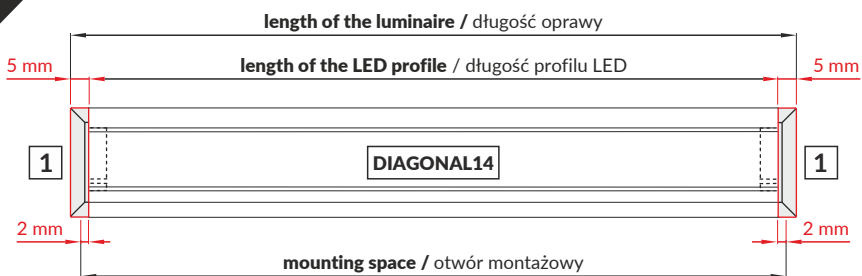 length of the luminaire / długość oprawy
5 mm length of the LED profile / długość profilu LED 5 mm
1 DIAGONAL14 1
2 mm 2 mm
mounting space / otwór montażowy